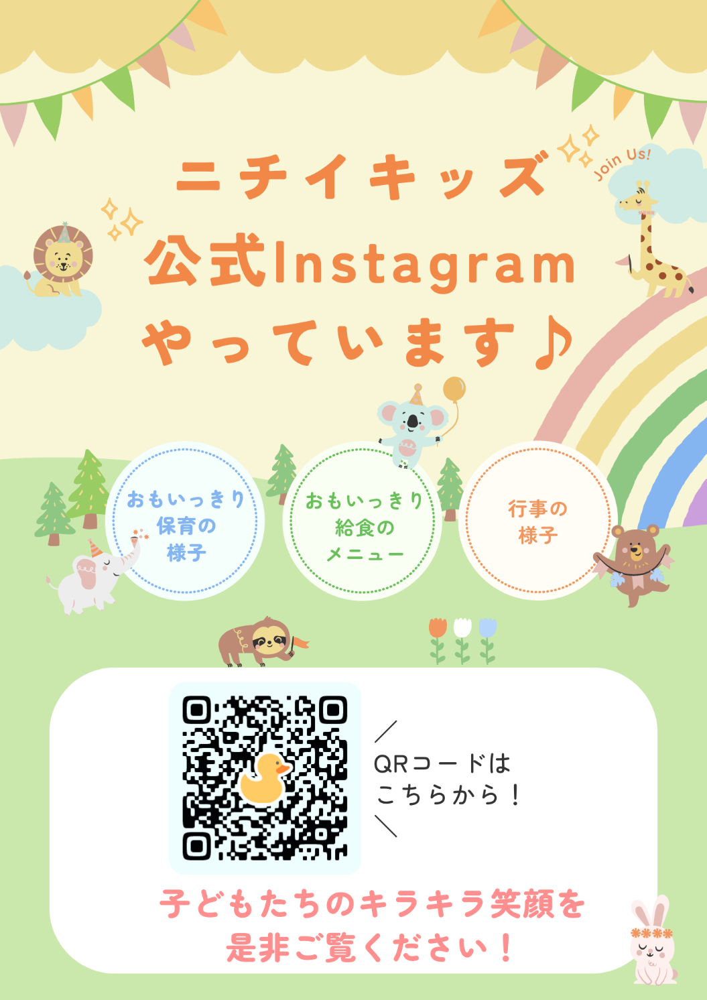 ニチイキッズ
Join Us!
公式Instagram
やっています♪
おもいっきり
保育の
様子
おもいっきり
給食の
メニュー
行事の
様子
QRコードは
こちらから！
子どもたちのキラキラ笑顔を
是非ご覧ください！